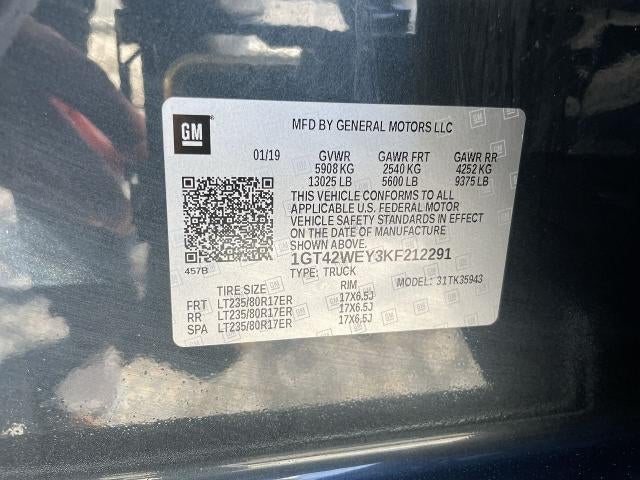 GM
MFD BY GENERAL MOTORS LLC
01/19 GVWR GAWR FRT GAWR RR
5908 KG 2540 KG 4252 KG
13025 LB 5600 LB 9375 LB
THIS VEHICLE CONFORMS TO ALL
APPLICABLE U.S. FEDERAL MOTOR
VEHICLE SAFETY STANDARDS IN EFFECT
ON THE DATE OF MANUFACTURE
SHOWN ABOVE.
457B
1GT42WEY3KF212291
TYPE: TRUCK MODEL: 31TK35943
TIRE SIZE RIM
FRT LT235/80R17ER 17X6.5J
RR LT235/80R17ER 17X6.5J
SPA LT235/80R17ER 17X6.5J